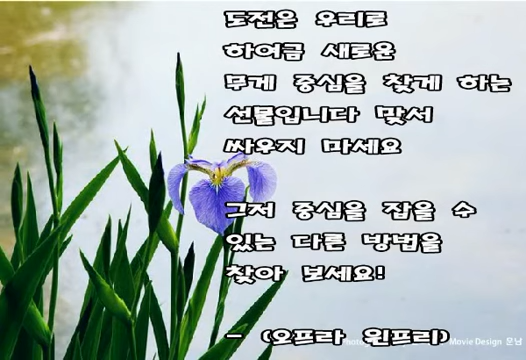 도전은 우리로
하여금 새로운
무게 중심을 찾게 하는
선물입니다 맞서
싸우지 마세요
그저 중심을 잡을 수
있는 다른 방법을
찾아 보세요!
- (오프라 윈프리)
Photo Movie Design 문남